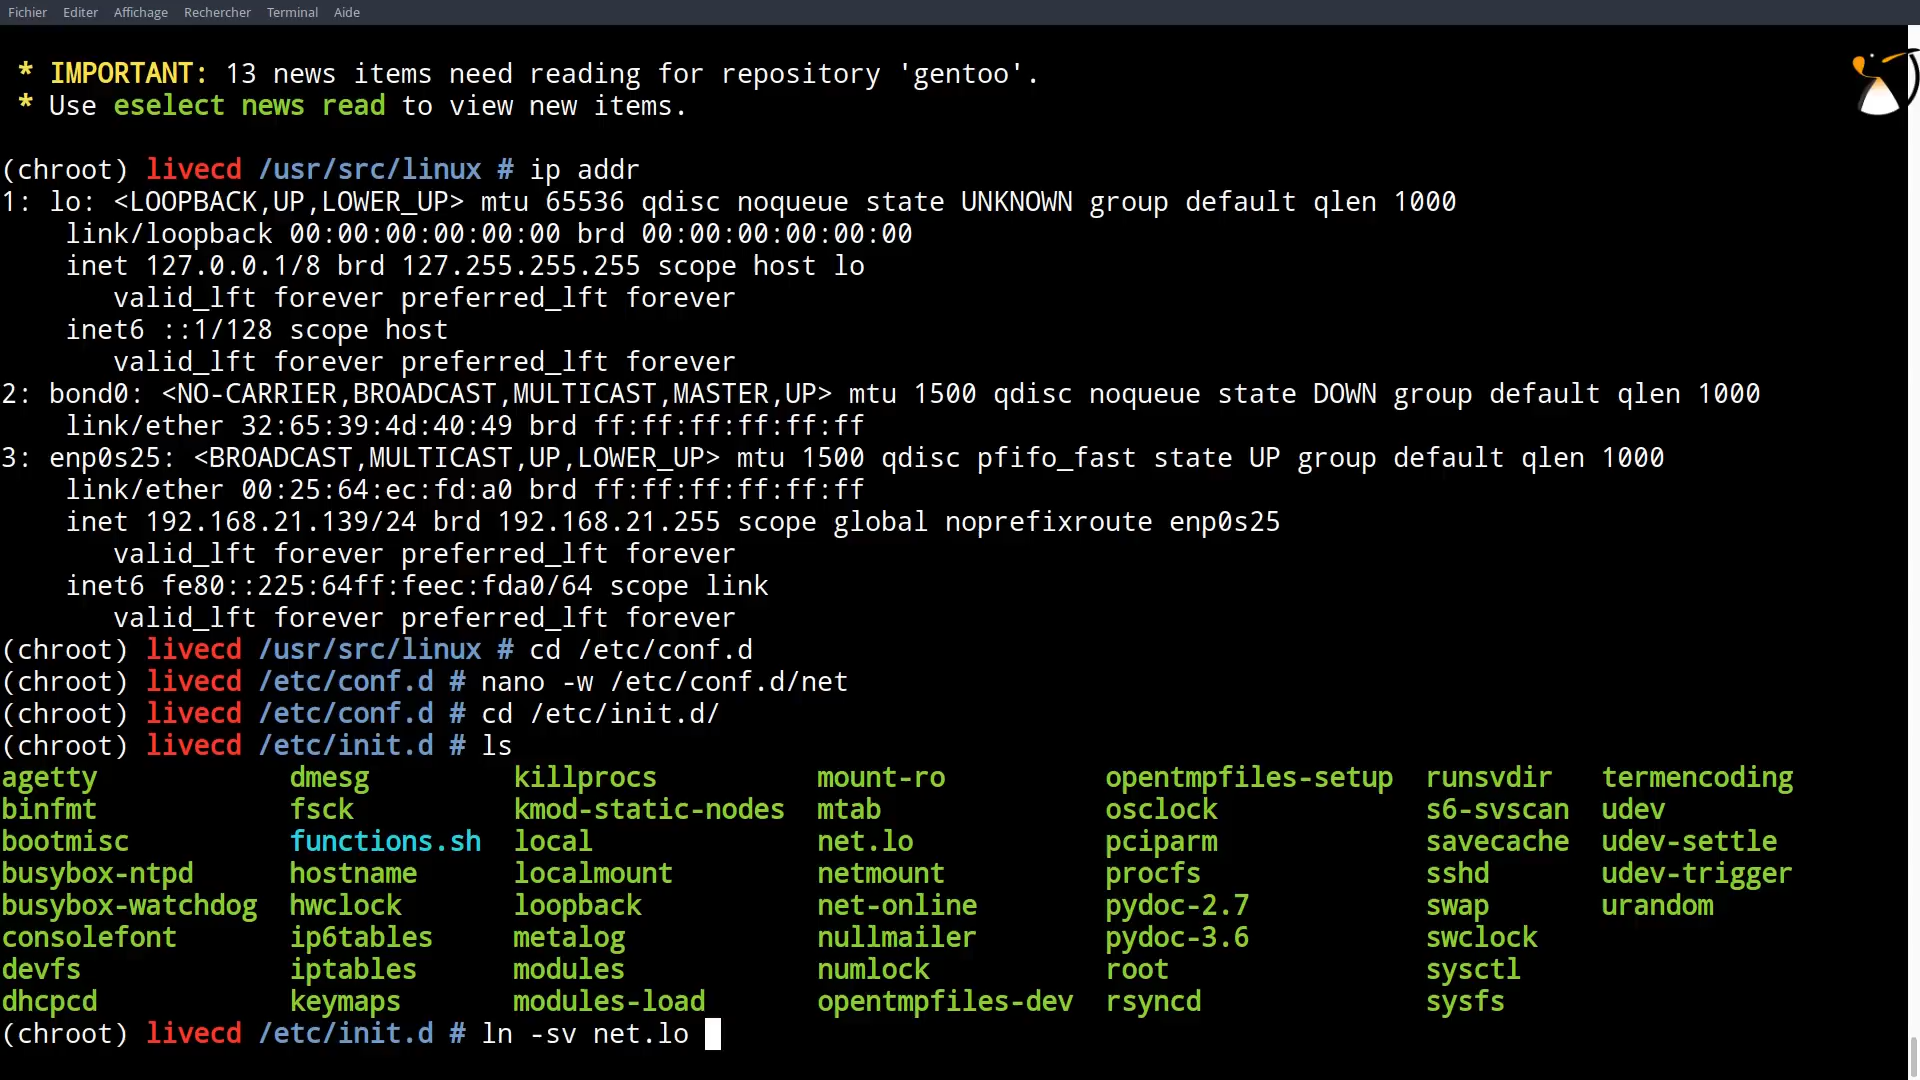 Fichier Editer Affichage Rechercher Terminal Aide
* IMPORTANT: 13 news items need reading for repository 'gentoo'.
* Use eselect news read to view new items.
(chroot) livecd /usr/src/linux # ip addr
1: lo: <LOOPBACK,UP,LOWER_UP> mtu 65536 qdisc noqueue state UNKNOWN group default qlen 1000
link/loopback 00:00:00:00:00:00 brd 00:00:00:00:00:00
inet 127.0.0.1/8 brd 127.255.255.255 scope host lo
valid_lft forever preferred_lft forever
inet6 ::1/128 scope host
valid_lft forever preferred_lft forever
2: bond0: <NO-CARRIER,BROADCAST,MULTICAST,MASTER,UP> mtu 1500 qdisc noqueue state DOWN group default qlen 1000
link/ether 32:65:39:4d:40:49 brd ff:ff:ff:ff:ff:ff
3: enp0s25: <BROADCAST,MULTICAST,UP,LOWER_UP> mtu 1500 qdisc pfifo_fast state UP group default qlen 1000
link/ether 00:25:64:ec:fd:a0 brd ff:ff:ff:ff:ff:ff
inet 192.168.21.139/24 brd 192.168.21.255 scope global noprefixroute enp0s25
valid_lft forever preferred_lft forever
inet6 fe80::225:64ff:feec:fda0/64 scope link
valid_lft forever preferred_lft forever
(chroot) livecd /usr/src/linux # cd /etc/conf.d
(chroot) livecd /etc/conf.d # nano -w /etc/conf.d/net
(chroot) livecd /etc/conf.d # cd /etc/init.d/
(chroot) livecd /etc/init.d # ls
agetty dmesg killprocs mount-ro opentmpfiles-setup runsvdir termencoding
binfmt fsck kmod-static-nodes mtab osclock s6-svscan udev
bootmisc functions.sh local net.lo pciparm savecache udev-settle
busybox-ntpd hostname localmount netmount procfs sshd udev-trigger
busybox-watchdog hwclock loopback net-online pydoc-2.7 swap urandom
consolefont ip6tables metalog nullmailer pydoc-3.6 swclock
devfs iptables modules numlock root sysctl
dhcpcd keymaps modules-load opentmpfiles-dev rsyncd sysfs
(chroot) livecd /etc/init.d # ln -sv net.lo